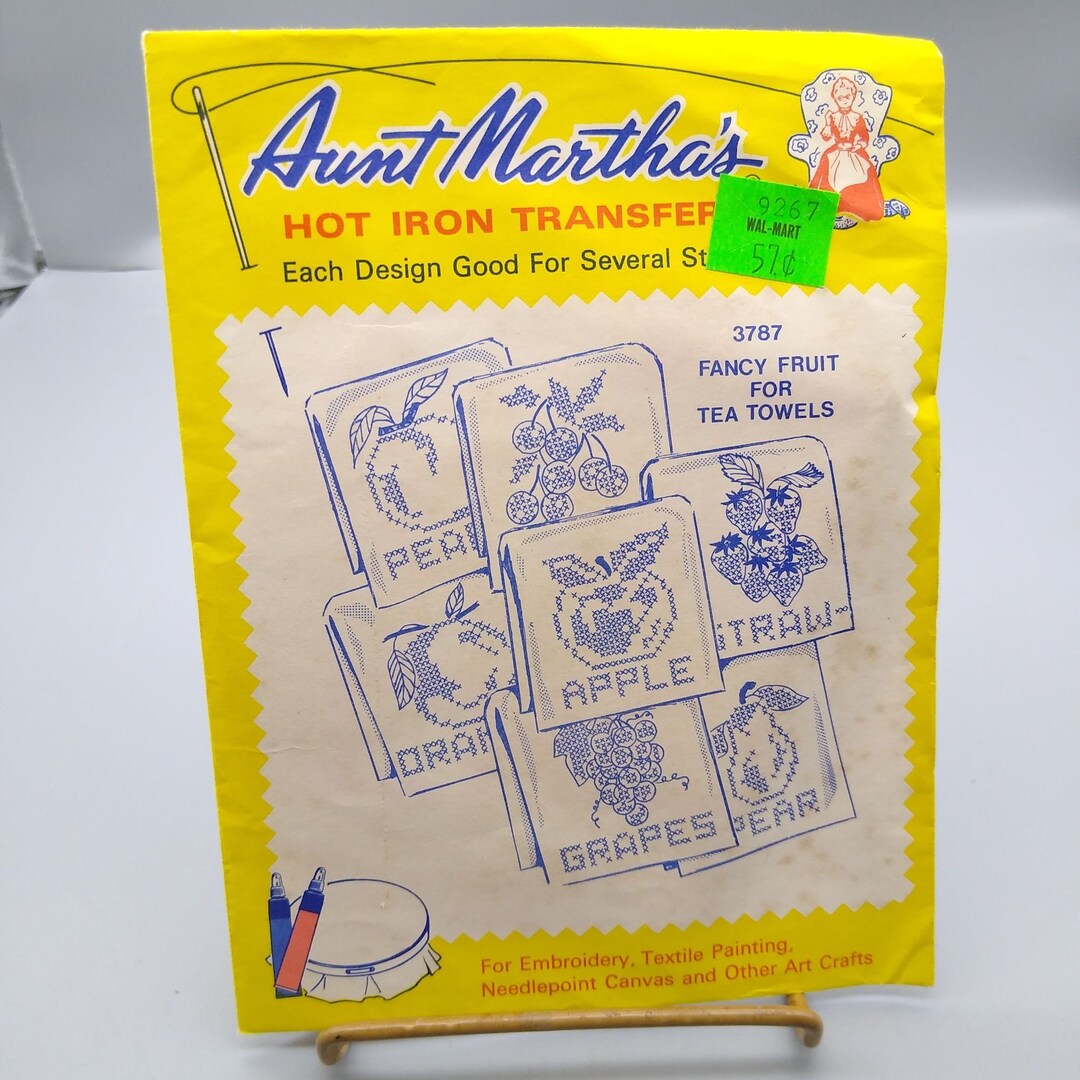 Aunt Martha's®
HOT IRON TRANSFER
Each Design Good For Several St
9267
WAL-MART
57¢
3787
FANCY FRUIT
FOR
TEA TOWELS
STRAW-
APPLE
ORAN
GRAPES
PEAR
For Embroidery, Textile Painting,
Needlepoint Canvas and Other Art Crafts